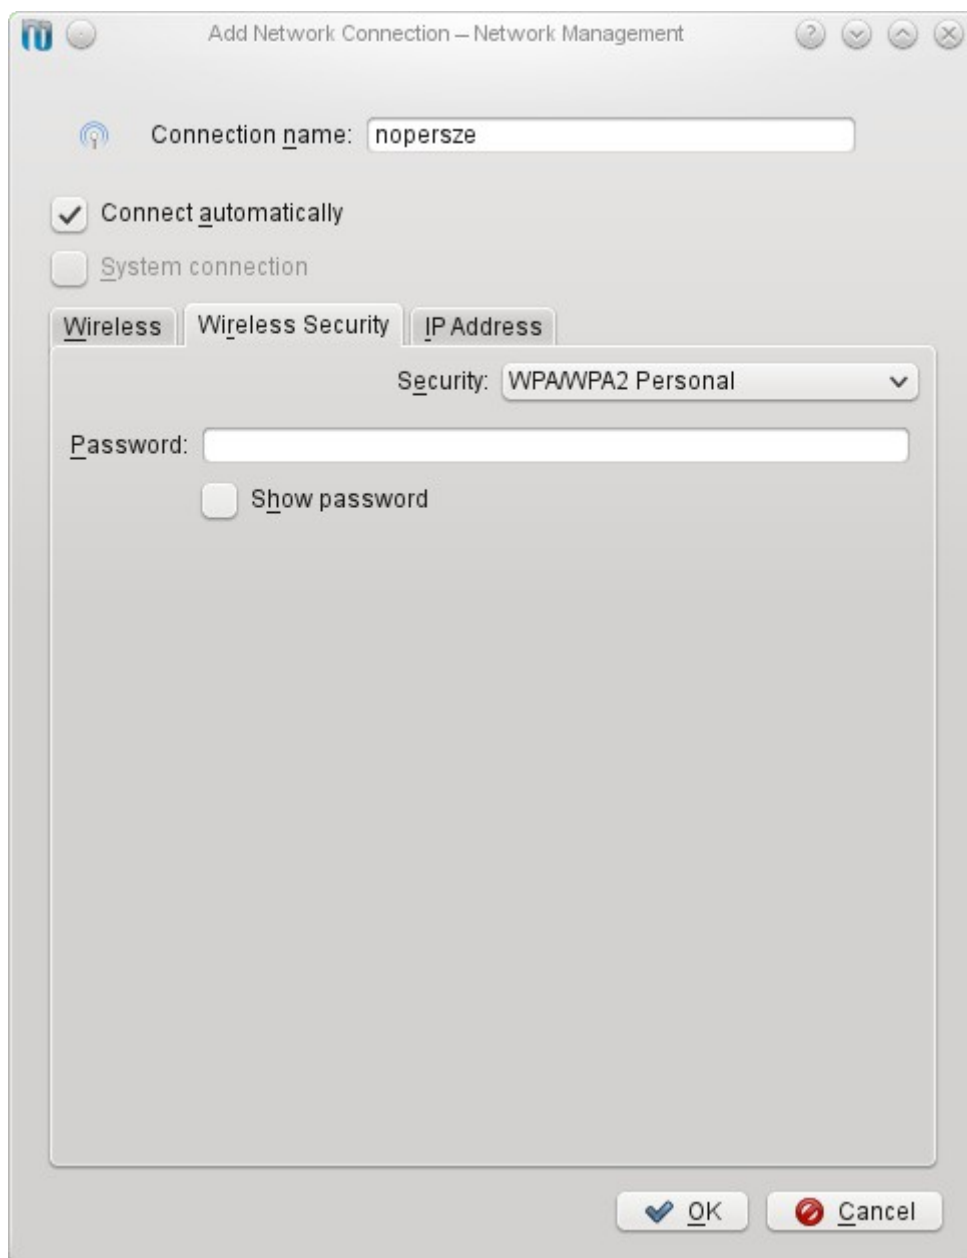 Add Network Connection – Network Management
Connection name: nopersze
Connect automatically
System connection
Wireless Wireless Security IP Address
Security: WPA/WPA2 Personal
Password:
Show password
OK Cancel